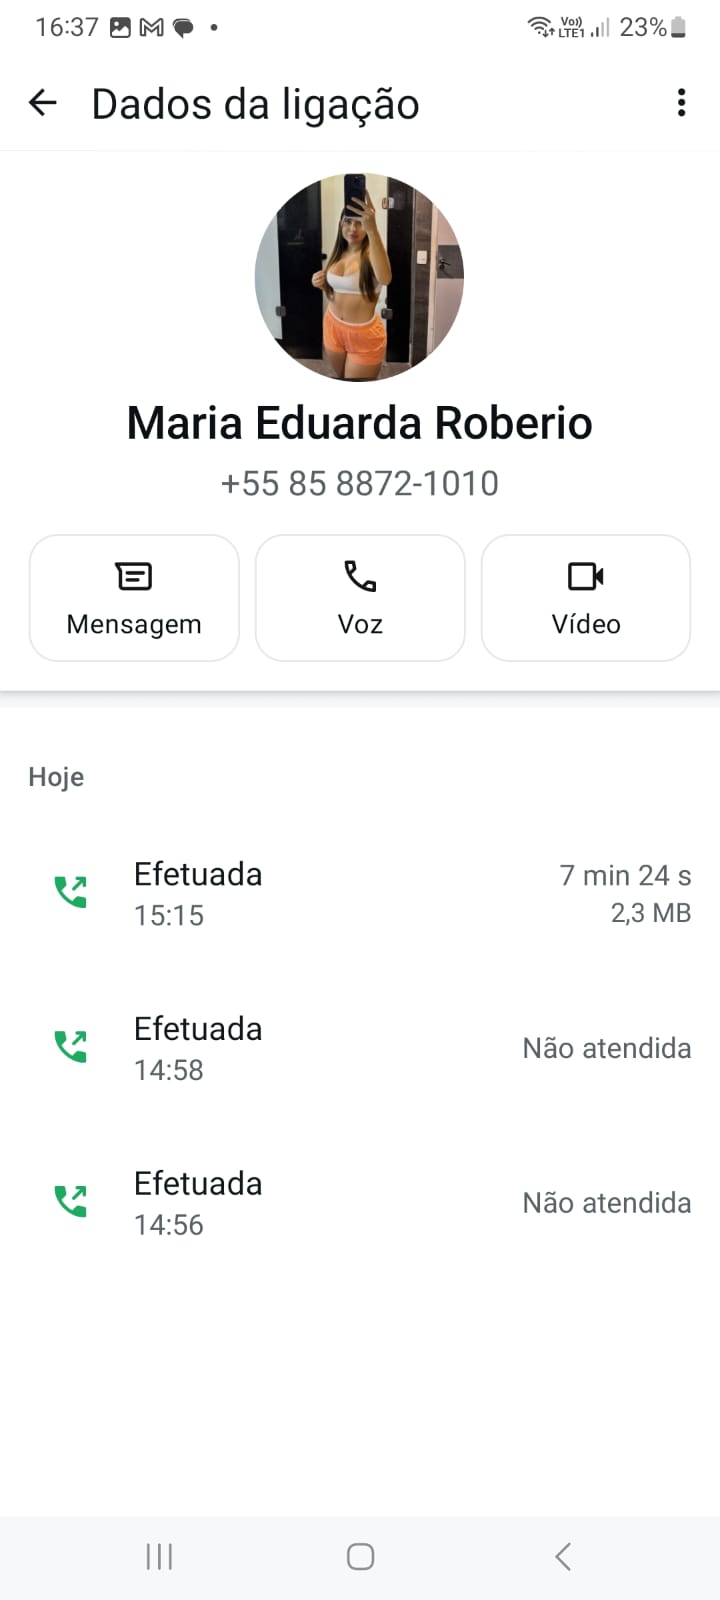 16:37
Vo))
LTE1
23%
Dados da ligação
Maria Eduarda Roberio
+55 85 8872-1010
Mensagem
Voz
Vídeo
Hoje
Efetuada
7 min 24 s
15:15
2,3 MB
Efetuada
14:58
Não atendida
Efetuada
14:56
Não atendida